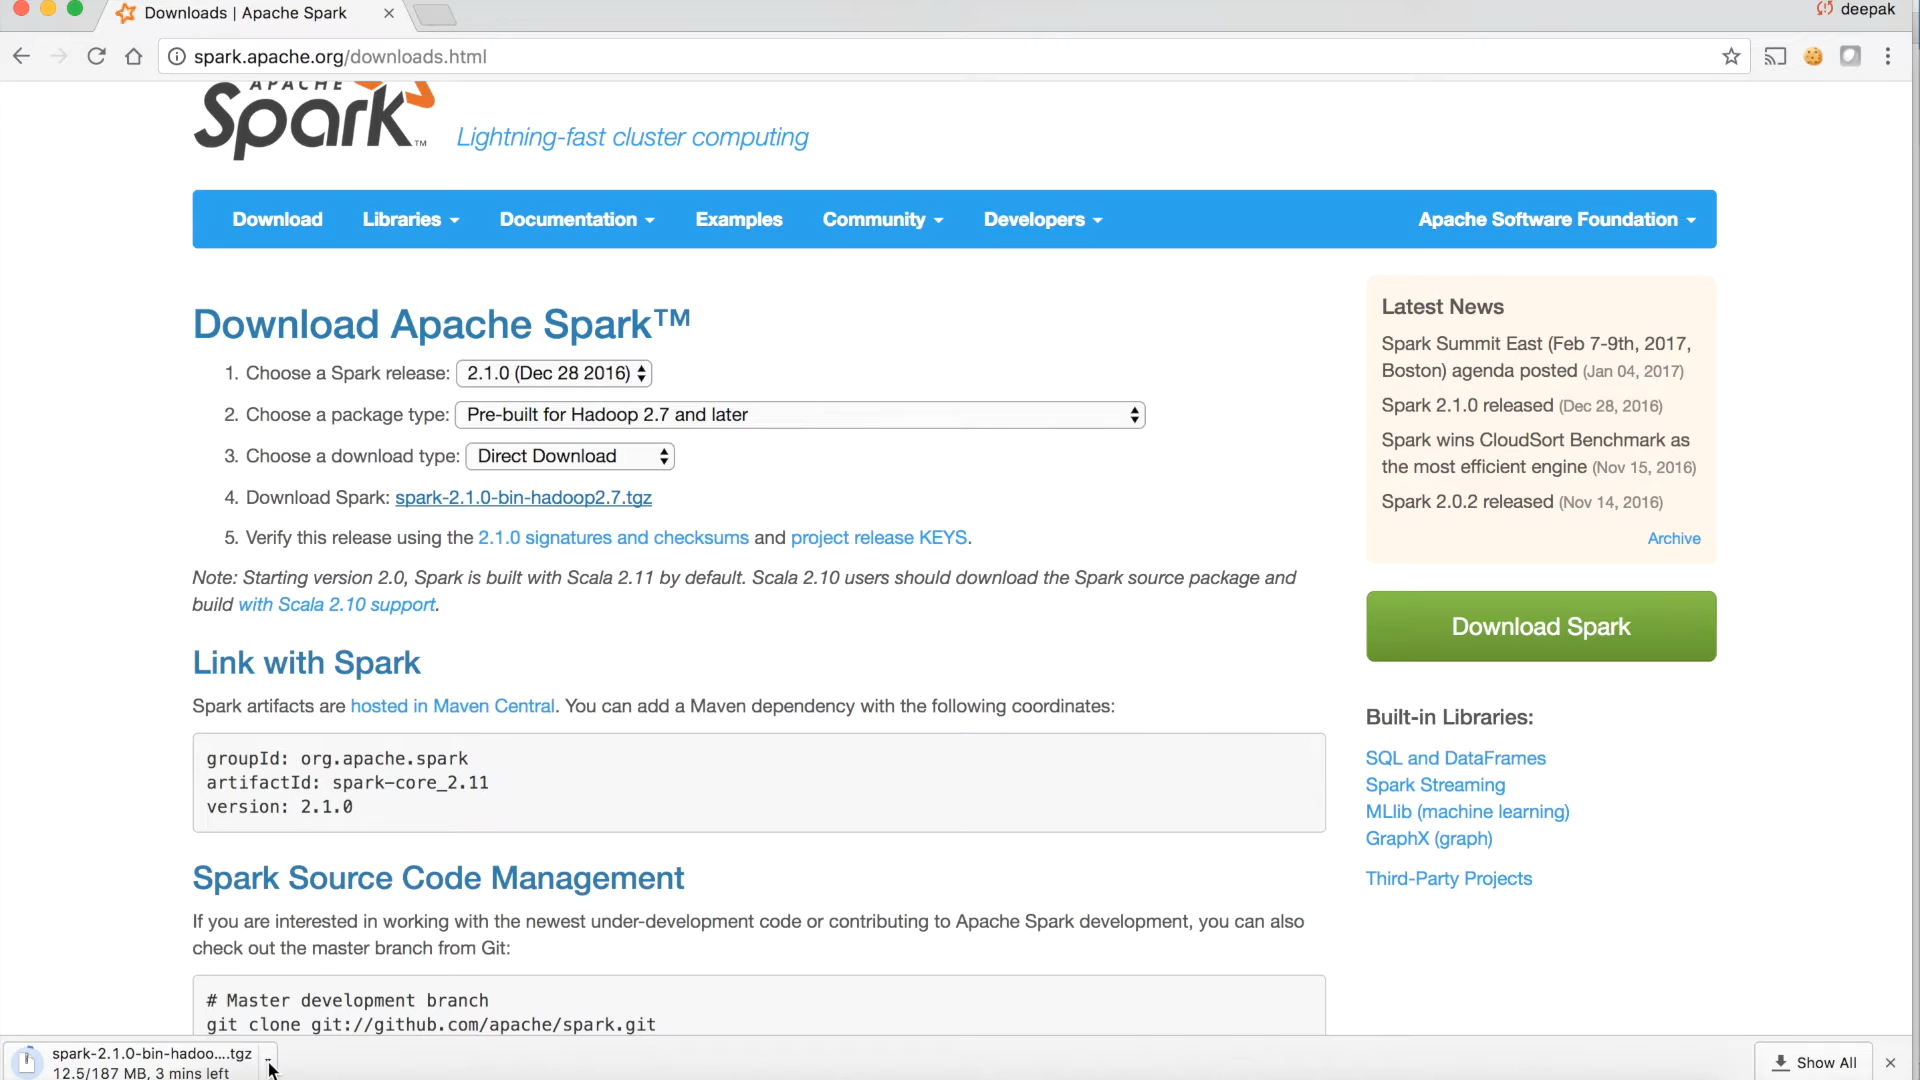 Downloads | Apache Spark
deepak
spark.apache.org/downloads.html
APACHE
Spark™
Lightning-fast cluster computing
Download
Libraries
Documentation
Examples
Community
Developers
Apache Software Foundation
Download Apache Spark™
1. Choose a Spark release: 2.1.0 (Dec 28 2016)
2. Choose a package type: Pre-built for Hadoop 2.7 and later
3. Choose a download type: Direct Download
4. Download Spark: spark-2.1.0-bin-hadoop2.7.tgz
5. Verify this release using the 2.1.0 signatures and checksums and project release KEYS.
Note: Starting version 2.0, Spark is built with Scala 2.11 by default. Scala 2.10 users should download the Spark source package and
build with Scala 2.10 support.
Link with Spark
Spark artifacts are hosted in Maven Central. You can add a Maven dependency with the following coordinates:
groupId: org.apache.spark
artifactId: spark-core_2.11
version: 2.1.0
Spark Source Code Management
If you are interested in working with the newest under-development code or contributing to Apache Spark development, you can also
check out the master branch from Git:
# Master development branch
git clone git://github.com/apache/spark.git
Latest News
Spark Summit East (Feb 7-9th, 2017,
Boston) agenda posted (Jan 04, 2017)
Spark 2.1.0 released (Dec 28, 2016)
Spark wins CloudSort Benchmark as
the most efficient engine (Nov 15, 2016)
Spark 2.0.2 released (Nov 14, 2016)
Archive
Download Spark
Built-in Libraries:
SQL and DataFrames
Spark Streaming
MLlib (machine learning)
GraphX (graph)
Third-Party Projects
spark-2.1.0-bin-hadoo....tgz
12.5/187 MB, 3 mins left
Show All